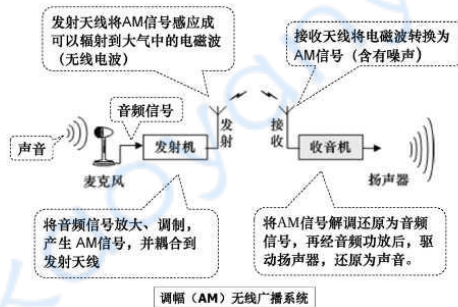 发射天线将AM信号感应成
可以辐射到大气中的电磁波
（无线电波）
接收天线将电磁波转换为
AM信号（含有噪声）
音频信号
声音
麦克风
发射机
发射
接收
收音机
扬声器
将音频信号放大、调制，
产生 AM信号，并耦合到
发射天线
将AM信号解调还原为音频
信号，再经音频功放后，驱
动扬声器，还原为声音。
调幅（AM）无线广播系统